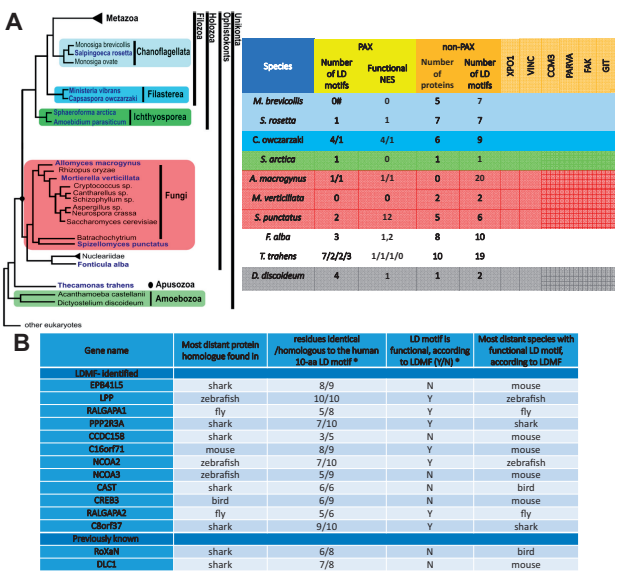 A
Metazoa
Monosiga brevicollis
Salpingoeca rosetta
Monosiga ovate
Chanoflagellata
Ministeria vibrans
Capsaspora owczarzaki
Filasterea
Sphaeroforma arctica
Amoebidium parasiticum
Ichthyosporea
Allomyces macrogynus
Rhizopus oryzae
Mortierella verticillata
Cryptococcus sp.
Cantharellus sp.
Schizophyllum sp.
Aspergillus sp.
Neurospora crassa
Saccharomyces cerevisiae
Fungi
Batrachochytrium
Spizellomyces punctatus
Nucleariidae
Fonticula alba
Thecamonas trahens
Apusozoa
Acanthamoeba castellanii
Dictyostelium discoideum
Amoebozoa
other eukaryotes
Filozoa
Holozoa
Ophistokonts
Unikonta
PAX non-PAX
Species Number of LD motifs Functional NES Number of proteins Number of LD motifs XPO1 VINC COM3 PARVA FAK GIT
M. brevicollis 0# 0 5 7
S. rosetta 1 1 7 7
C. owczarzaki 4/1 4/1 6 9
S. arctica 1 0 1 1
A. macrogynus 1/1 1/1 0 20
M. verticillata 0 0 2 2
S. punctatus 2 12 5 6
F. alba 3 1,2 8 10
T. trahens 7/2/2/3 1/1/1/0 10 19
D. discoideum 4 1 1 2
B
Gene name Most distant protein homologue found in residues identical /homologous to the human 10-aa LD motif * LD motif is functional, according to LDMF (Y/N) * Most distant species with functional LD motif, according to LDMF
LDMF- identified
EPB41L5 shark 8/9 N mouse
LPP zebrafish 10/10 Y zebrafish
RALGAPA1 fly 5/8 Y fly
PPP2R3A shark 7/10 Y shark
CCDC158 shark 3/5 N mouse
C16orf71 mouse 8/9 Y mouse
NCOA2 zebrafish 7/10 Y zebrafish
NCOA3 zebrafish 5/9 N mouse
CAST shark 6/6 N bird
CREB3 bird 6/9 N mouse
RALGAPA2 fly 5/6 Y fly
C8orf37 shark 9/10 Y shark
Previously known
RoXaN shark 6/8 N bird
DLC1 shark 7/8 N mouse